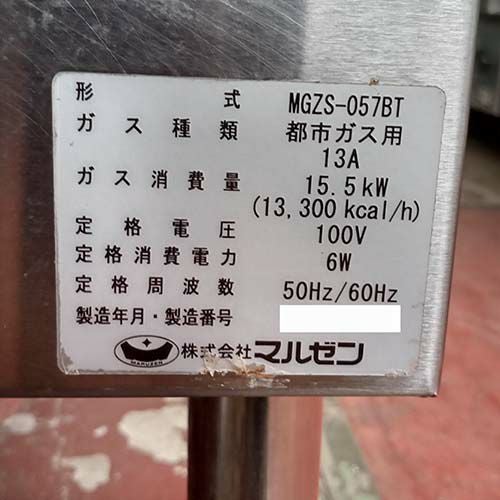 形式 MGZS-057BT
ガス種類 都市ガス用
13A
ガス消費量 15.5kW
(13,300kcal/h)
定格電圧 100V
定格消費電力 6W
定格周波数 50Hz/60Hz
製造年月・製造番号
MARUZEN 株式会社マルゼン